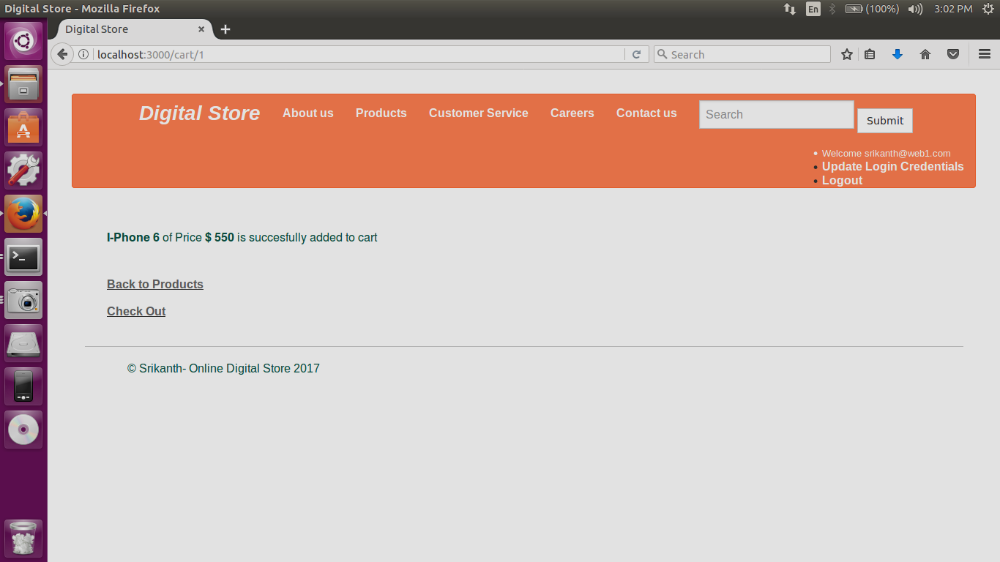 Digital Store - Mozilla Firefox
En
(100%)
3:02 PM
Digital Store
localhost:3000/cart/1
Search
Digital Store
About us
Products
Customer Service
Careers
Contact us
Search
Submit
Welcome srikanth@web1.com
Update Login Credentials
Logout
I-Phone 6 of Price $ 550 is succesfully added to cart
Back to Products
Check Out
© Srikanth- Online Digital Store 2017